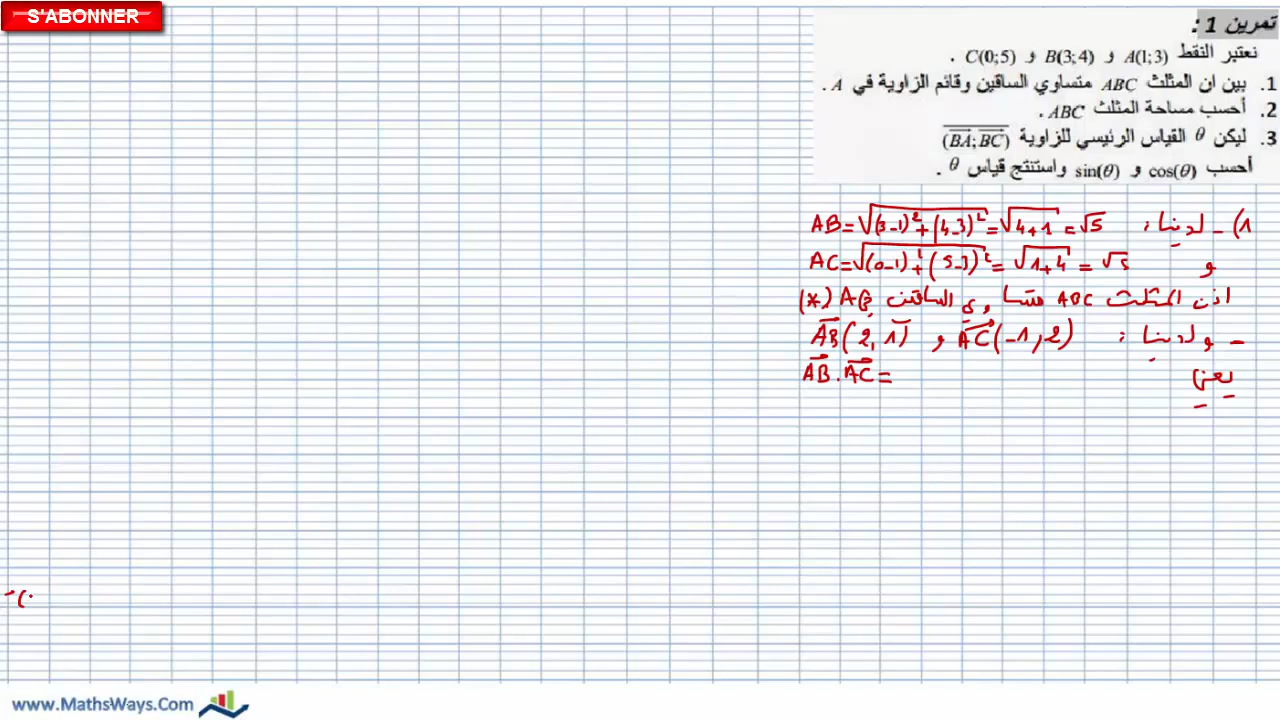 S'ABONNER
تمرين 1 :
نعتبر النقط A(1;3) و B(3;4) و C(0;5) .
1. بين ان المثلث ABC متساوي الساقين وقائم الزاوية في A .
2. أحسب مساحة المثلث ABC .
3. ليكن θ القياس الرئيسي للزاوية (BA;BC)
أحسب cos(θ) و sin(θ) واستنتج قياس θ .
1) - لدينا : AB=√((3-1)²+(4-3)²)=√(4+1)=√5
و AC=√((0-1)²+(5-3)²)=√(1+4)=√5
اذن المثلث ABC متساوي الساقين في A (*)
- ولدينا : AC(-1,2) و AB(2,1)
يعني AB.AC=
www.MathsWays.Com